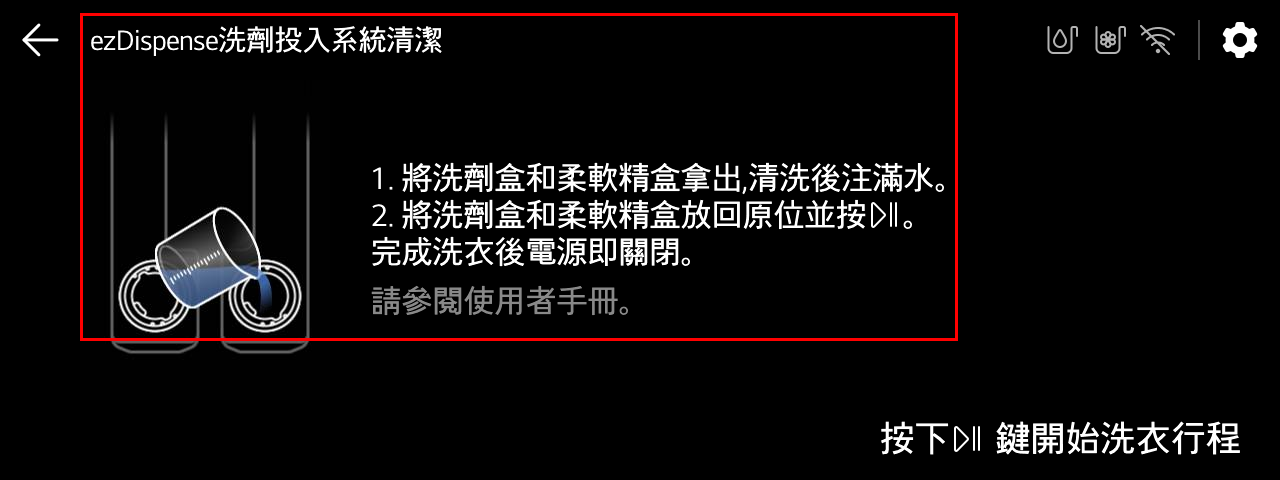 ezDispense洗劑投入系統清潔
1. 將洗劑盒和柔軟精盒拿出,清洗後注滿水。
2. 將洗劑盒和柔軟精盒放回原位並按▷||。
完成洗衣後電源即關閉。
請參閱使用者手冊。
按下▷|| 鍵開始洗衣行程